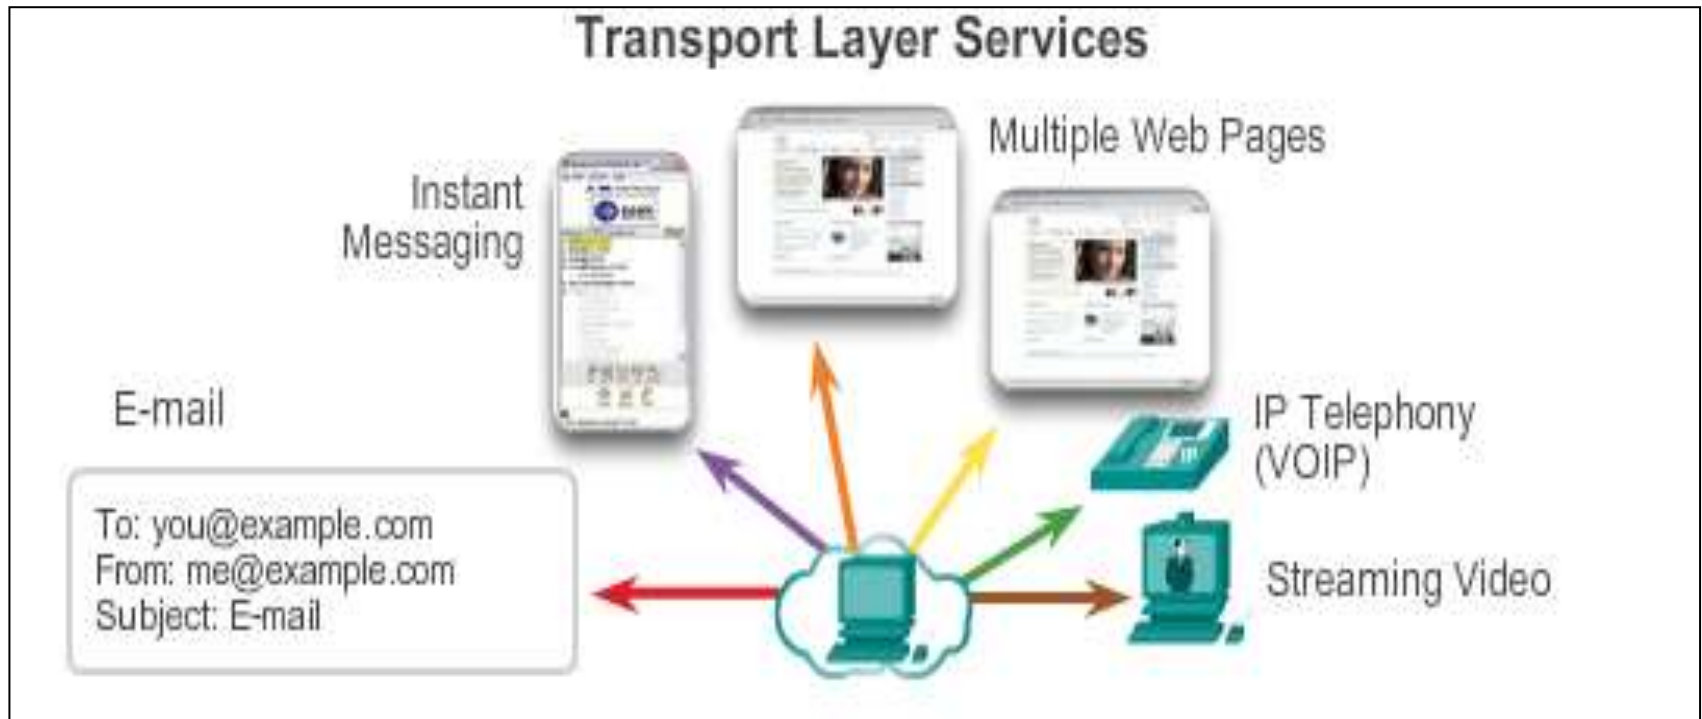 Transport Layer Services
Instant
Messaging
Multiple Web Pages
E-mail
To: you@example.com
From: me@example.com
Subject: E-mail
IP Telephony
(VOIP)
Streaming Video